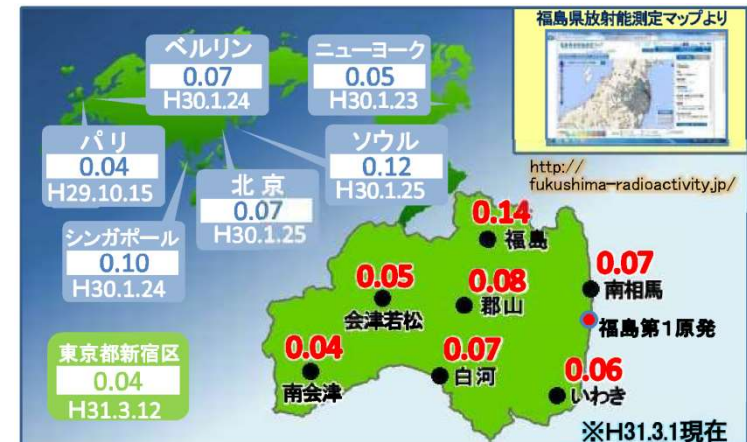 福島県放射能測定マップより
http://
fukushima-radioactivity.jp/
ベルリン
0.07
H30.1.24
ニューヨーク
0.05
H30.1.23
パリ
0.04
H29.10.15
ソウル
0.12
H30.1.25
北京
0.07
H30.1.25
シンガポール
0.10
H30.1.24
東京都新宿区
0.04
H31.3.12
0.14
福島
0.07
南相馬
0.05
会津若松
0.08
郡山
福島第1原発
0.04
南会津
0.07
白河
0.06
いわき
※H31.3.1現在